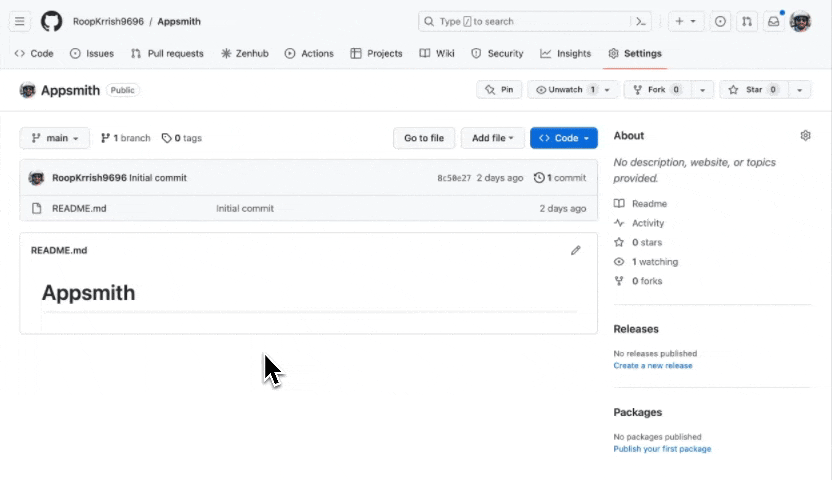 RoopKrrish9696 / Appsmith
Type / to search
Code Issues Pull requests Zenhub Actions Projects Wiki Security Insights Settings
Appsmith Public
Pin Unwatch 1 Fork 0 Star 0
main 1 branch 0 tags
Go to file Add file Code
RoopKrrish9696 Initial commit 8c50e27 2 days ago 1 commit
README.md Initial commit 2 days ago
README.md
Appsmith
About
No description, website, or topics
provided.
Readme
Activity
0 stars
1 watching
0 forks
Releases
No releases published
Create a new release
Packages
No packages published
Publish your first package